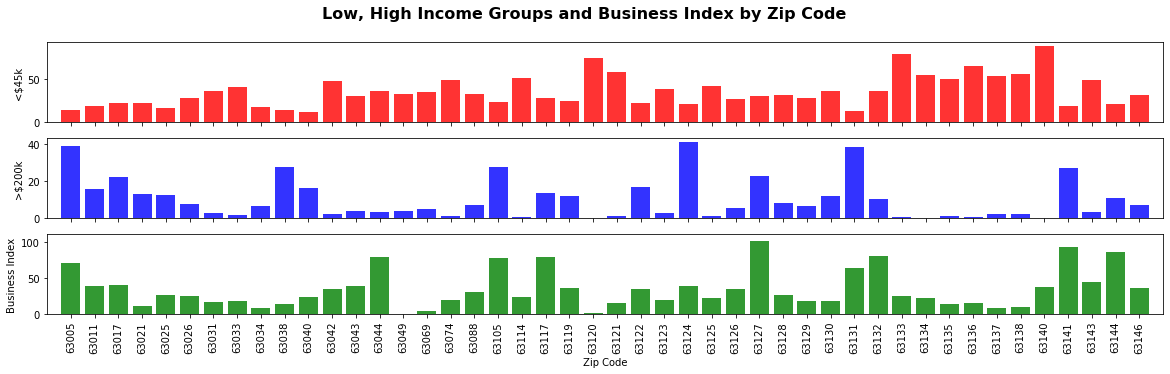 Low, High Income Groups and Business Index by Zip Code
<$45k
50
0
>$200k
40
20
0
Business Index
100
50
0
63005 63011 63017 63021 63025 63026 63031 63033 63034 63038 63040 63042 63043 63044 63049 63069 63074 63088 63105 63114 63117 63119 63120 63121 63122 63123 63124 63125 63126 63127 63128 63129 63130 63131 63132 63133 63134 63135 63136 63137 63138 63140 63141 63143 63144 63146
Zip Code